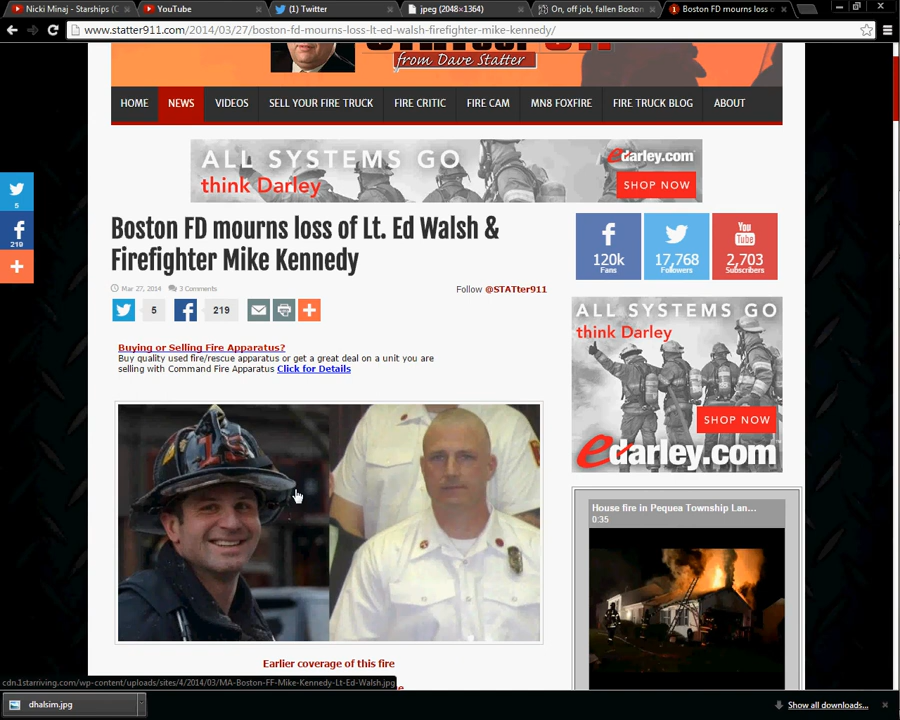 Nicki Minaj - Starships (C
YouTube
(1) Twitter
jpeg (2048×1364)
On, off job, fallen Boston
Boston FD mourns loss o
www.statter911.com/2014/03/27/boston-fd-mourns-loss-lt-ed-walsh-firefighter-mike-kennedy/
from Dave Statter
HOME NEWS VIDEOS SELL YOUR FIRE TRUCK FIRE CRITIC FIRE CAM MN8 FOXFIRE FIRE TRUCK BLOG ABOUT
ALL SYSTEMS GO
think Darley
edarley.com
SHOP NOW
5
219
Boston FD mourns loss of Lt. Ed Walsh &
Firefighter Mike Kennedy
Mar 27, 2014 3 Comments
Follow @STATter911
5 219
120k
Fans
17,768
Followers
You
Tube
2,703
Subscribers
Buying or Selling Fire Apparatus?
Buy quality used fire/rescue apparatus or get a great deal on a unit you are
selling with Command Fire Apparatus Click for Details
ALL SYSTEMS GO
think Darley
SHOP NOW
edarley.com
House fire in Pequea Township Lan...
0:35
Earlier coverage of this fire
cdn.1starriving.com/wp-content/uploads/sites/4/2014/03/MA-Boston-FF-Mike-Kennedy-Lt-Ed-Walsh.jpg
dhalsim.jpg
Show all downloads...